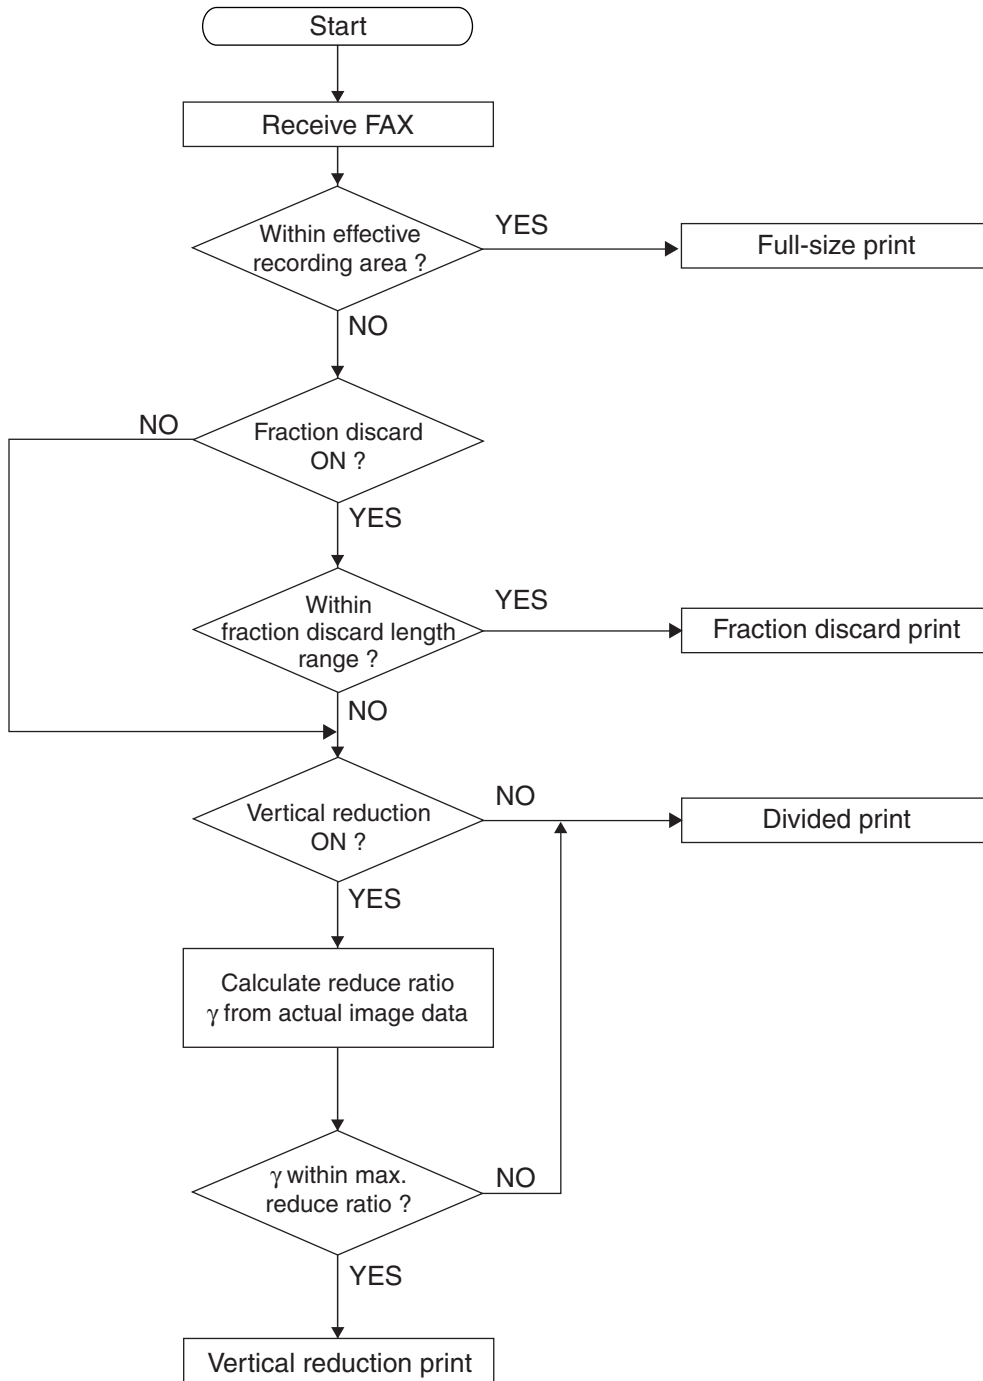 Start
Receive FAX
Within effective
recording area ?
YES
Full-size print
NO
NO
Fraction discard
ON ?
YES
Within
fraction discard length
range ?
YES
Fraction discard print
NO
Vertical reduction
ON ?
NO
Divided print
YES
Calculate reduce ratio
γ from actual image data
γ within max.
reduce ratio ?
NO
YES
Vertical reduction print